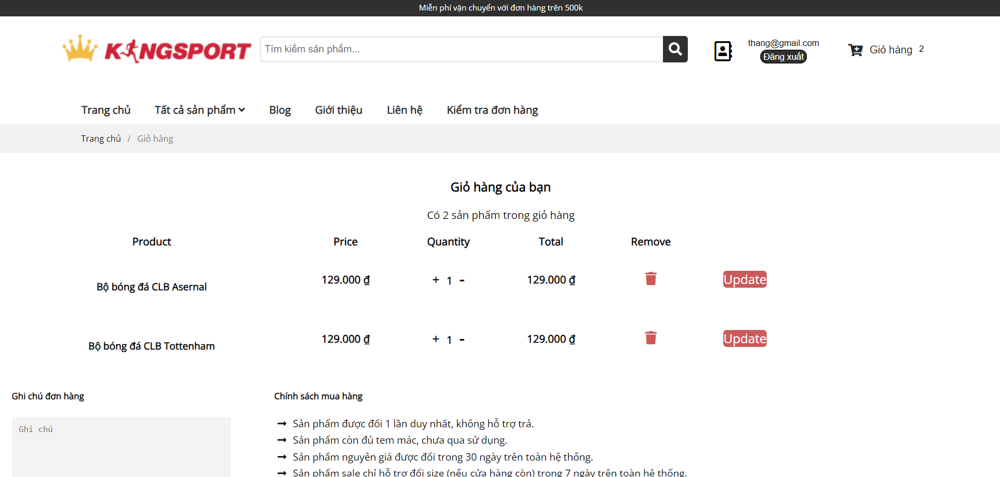 Miễn phí vận chuyển với đơn hàng trên 500k
KINGSPORT
Tìm kiếm sản phẩm...
thang@gmail.com
Đăng xuất
Giỏ hàng 2
Trang chủ Tất cả sản phẩm Blog Giới thiệu Liên hệ Kiểm tra đơn hàng
Trang chủ / Giỏ hàng
Giỏ hàng của bạn
Có 2 sản phẩm trong giỏ hàng
Product Price Quantity Total Remove
Bộ bóng đá CLB Asernal 129.000 ₫ + 1 - 129.000 ₫ Update
Bộ bóng đá CLB Tottenham 129.000 ₫ + 1 - 129.000 ₫ Update
Ghi chú đơn hàng
Ghi chú
Chính sách mua hàng
Sản phẩm được đổi 1 lần duy nhất, không hỗ trợ trả.
Sản phẩm còn đủ tem mác, chưa qua sử dụng.
Sản phẩm nguyên giá được đổi trong 30 ngày trên toàn hệ thống.
Sản phẩm sale chỉ hỗ trợ đổi size (nếu cửa hàng còn) trong 7 ngày trên toàn hệ thống.